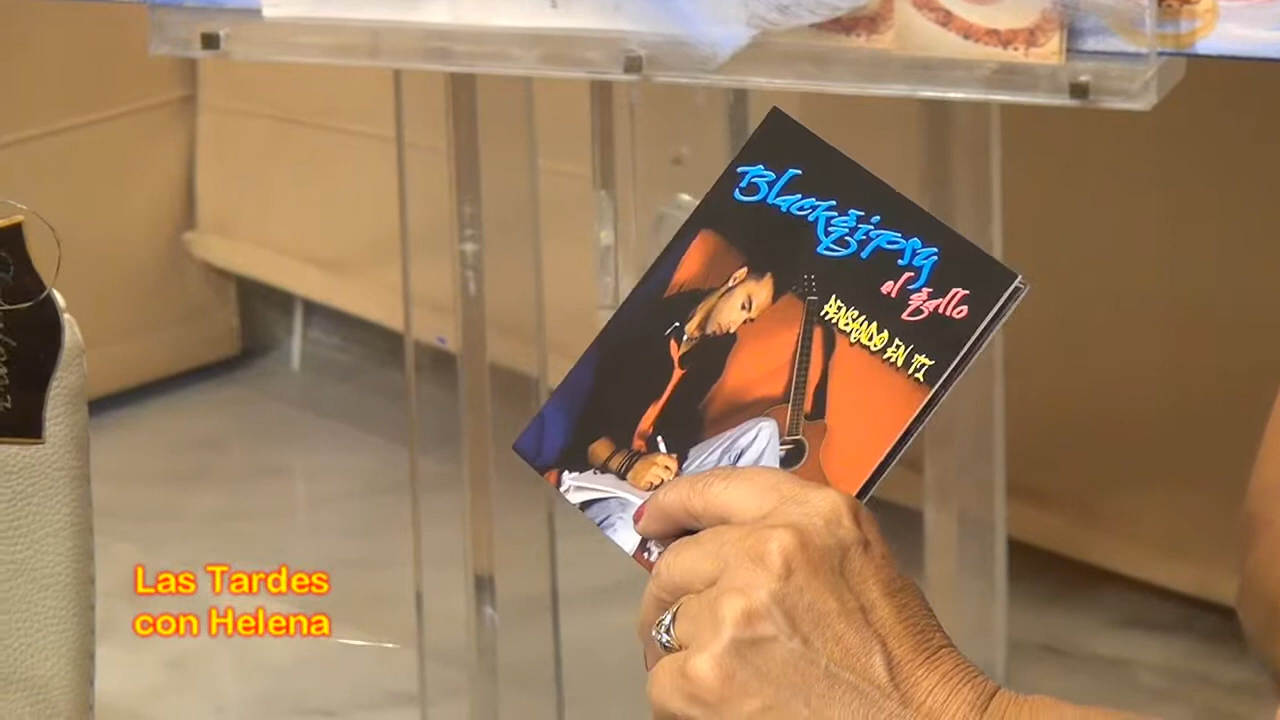 Blackgipsy
el gallo
PENSANDO EN TI
Las Tardes
con Helena